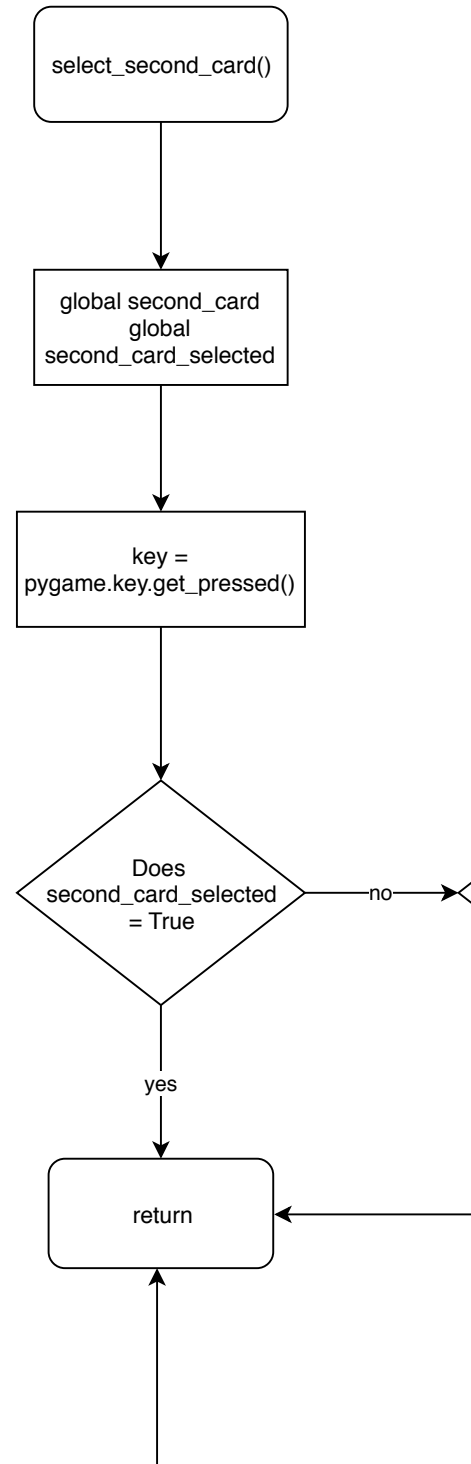 select_second_card()
global second_card
global
second_card_selected
key =
pygame.key.get_pressed()
Does
second_card_selected
= True
no
yes
return